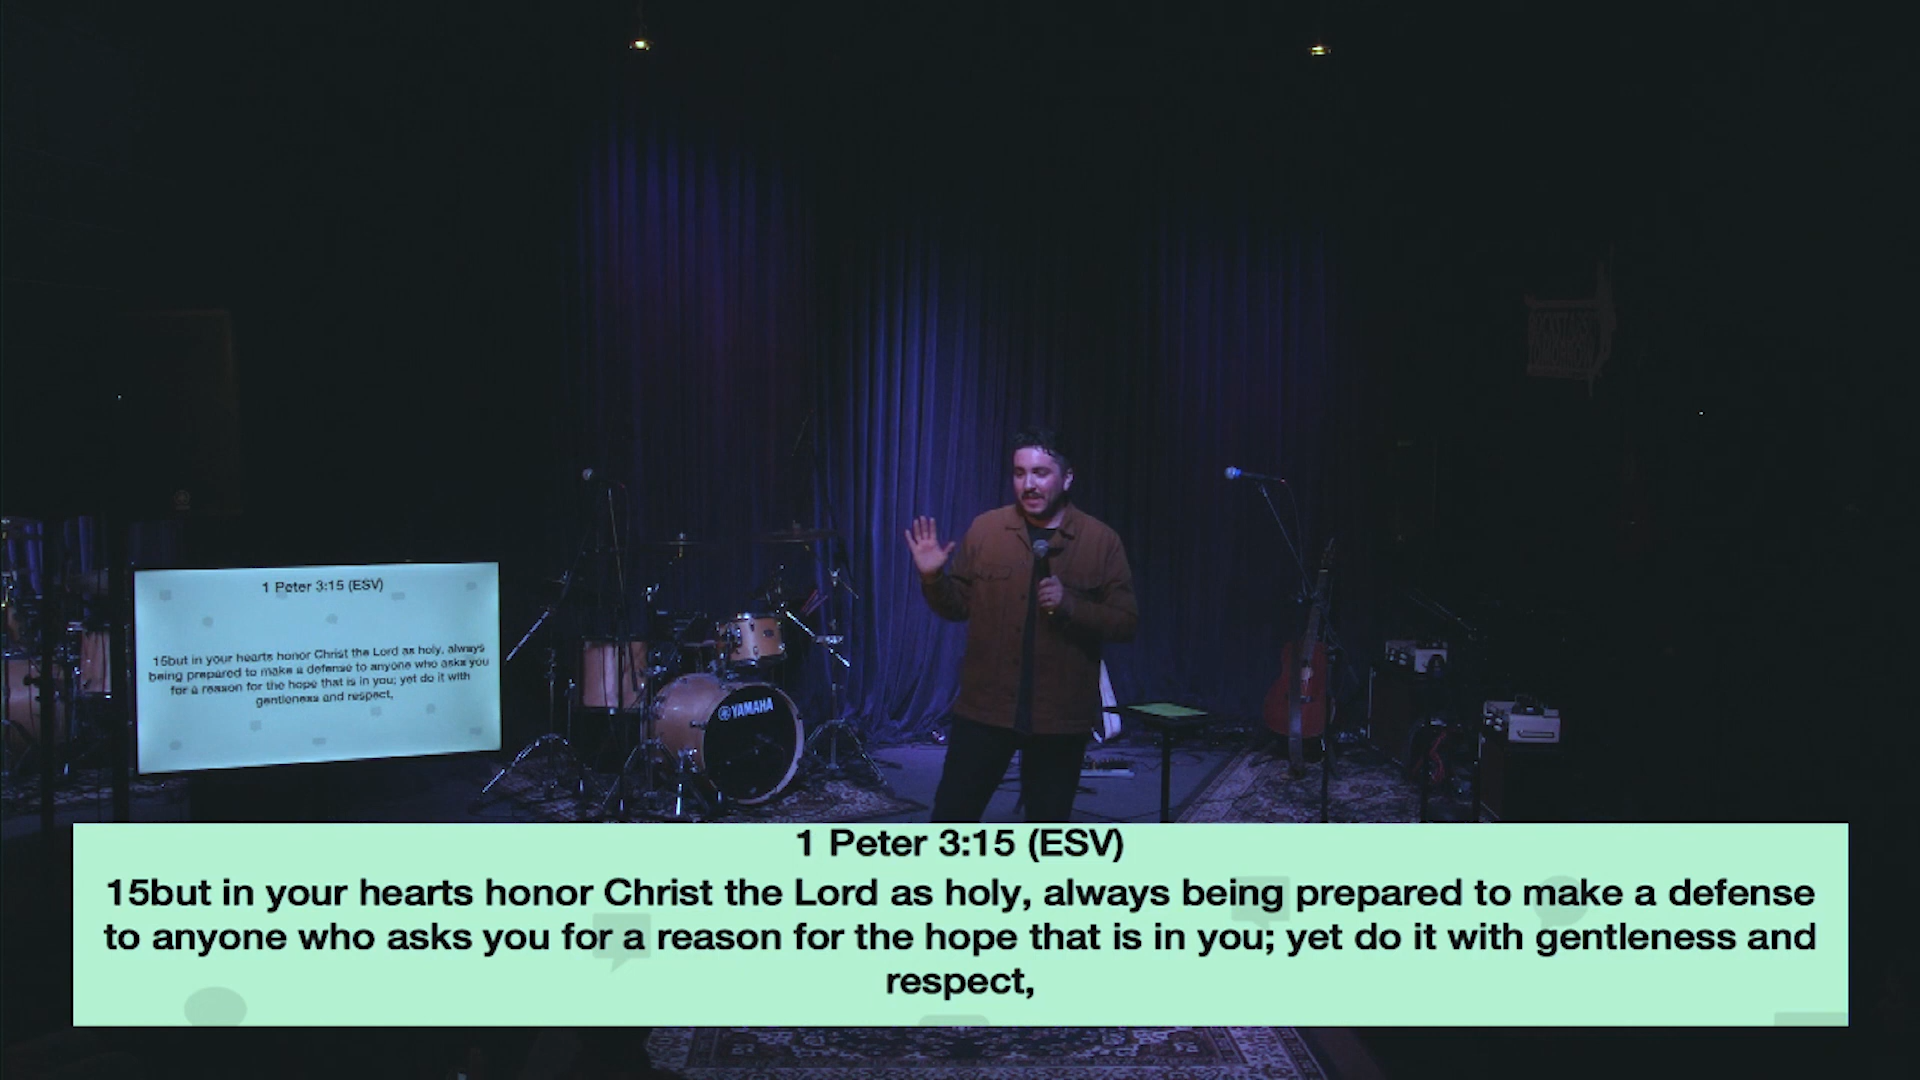 1 Peter 3:15 (ESV)
15but in your hearts honor Christ the Lord as holy, always
being prepared to make a defense to anyone who asks you
for a reason for the hope that is in you; yet do it with
gentleness and respect,
YAMAHA
1 Peter 3:15 (ESV)
15but in your hearts honor Christ the Lord as holy, always being prepared to make a defense
to anyone who asks you for a reason for the hope that is in you; yet do it with gentleness and
respect,